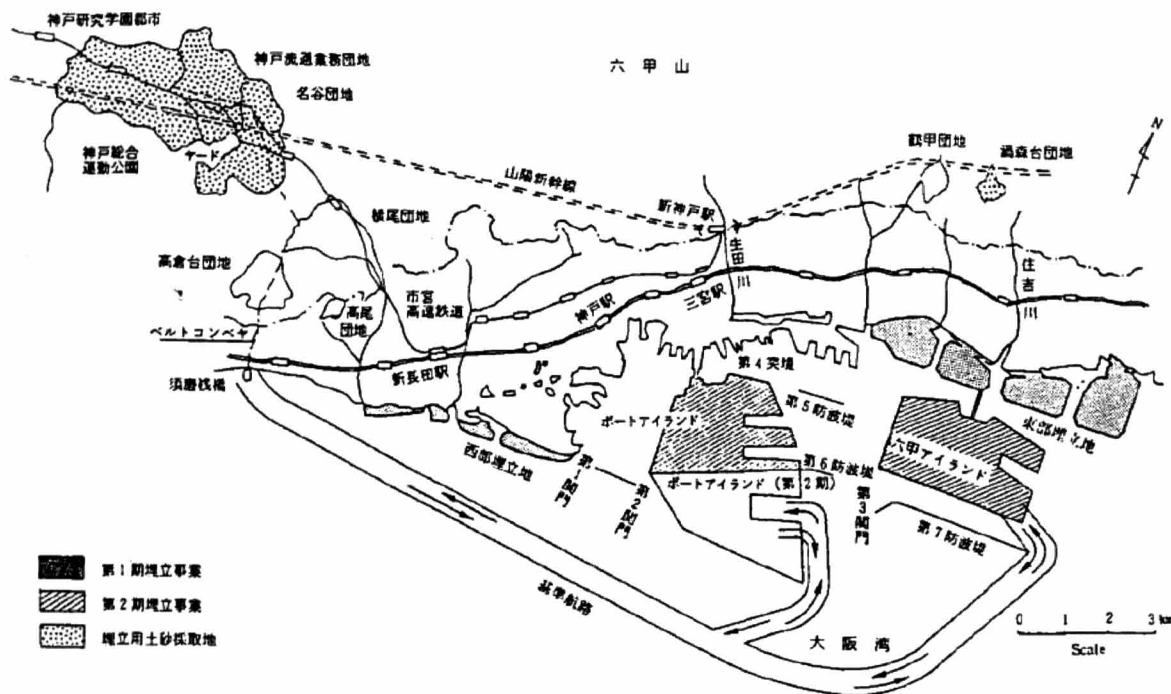 神戸研究学園都市
神戸流通業務団地
名谷団地
六甲山
N
神戸総合
運動公園
ヤード
山陽新幹線
鶴甲団地
渦森台団地
新神戸駅
横尾団地
生田川
住吉川
高倉台団地
市営
高速鉄道
神戸駅
三宮駅
高尾
団地
ベルトコンベヤ
新長田駅
須磨桟橋
第4突堤
第5防波堤
ポートアイランド
東部埋立地
六甲アイランド
西部埋立地
第1関門
第2関門
第6防波堤
ポートアイランド(第2期)
第3関門
第7防波堤
第1期埋立事業
第2期埋立事業
埋立用土砂採取地
基準航路
大阪湾
0 1 2 3 km
Scale